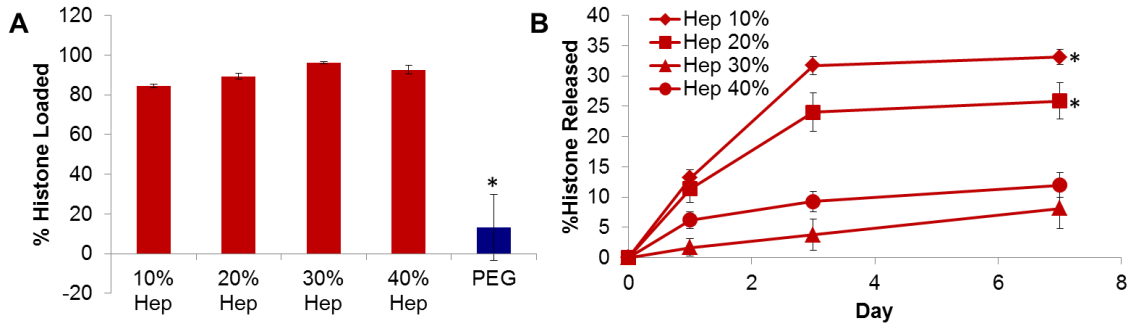 A
% Histone Loaded
120
100
80
60
40
20
0
-20
*
10%
Hep
20%
Hep
30%
Hep
40%
Hep
PEG
B
%Histone Released
40
35
30
25
20
15
10
5
0
Hep 10%
Hep 20%
Hep 30%
Hep 40%
*
*
0 2 4 6 8
Day